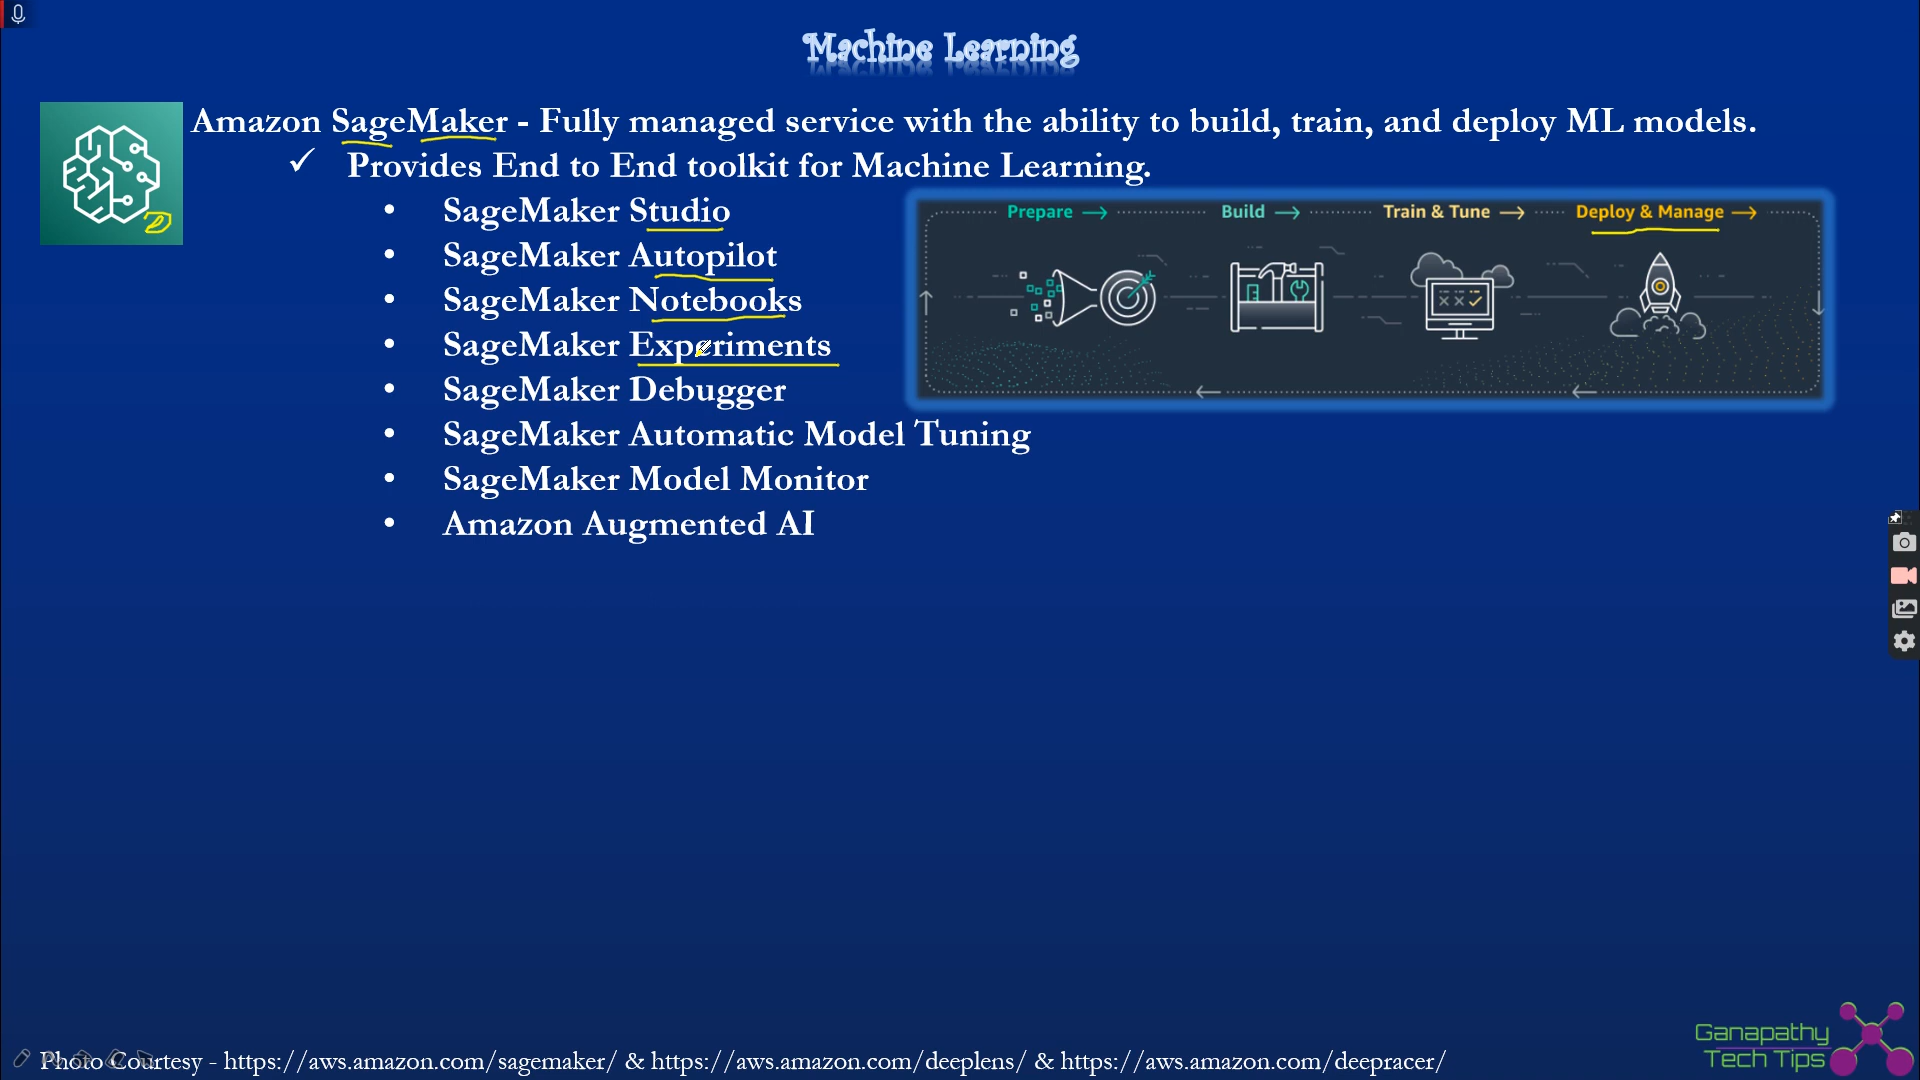 Machine Learning
Amazon SageMaker - Fully managed service with the ability to build, train, and deploy ML models.
✓ Provides End to End toolkit for Machine Learning.
• SageMaker Studio
• SageMaker Autopilot
• SageMaker Notebooks
• SageMaker Experiments
• SageMaker Debugger
• SageMaker Automatic Model Tuning
• SageMaker Model Monitor
• Amazon Augmented AI
Prepare → Build → Train & Tune → Deploy & Manage →
Ganapathy
Tech Tips
Photo Courtesy - https://aws.amazon.com/sagemaker/ & https://aws.amazon.com/deeplens/ & https://aws.amazon.com/deepracer/